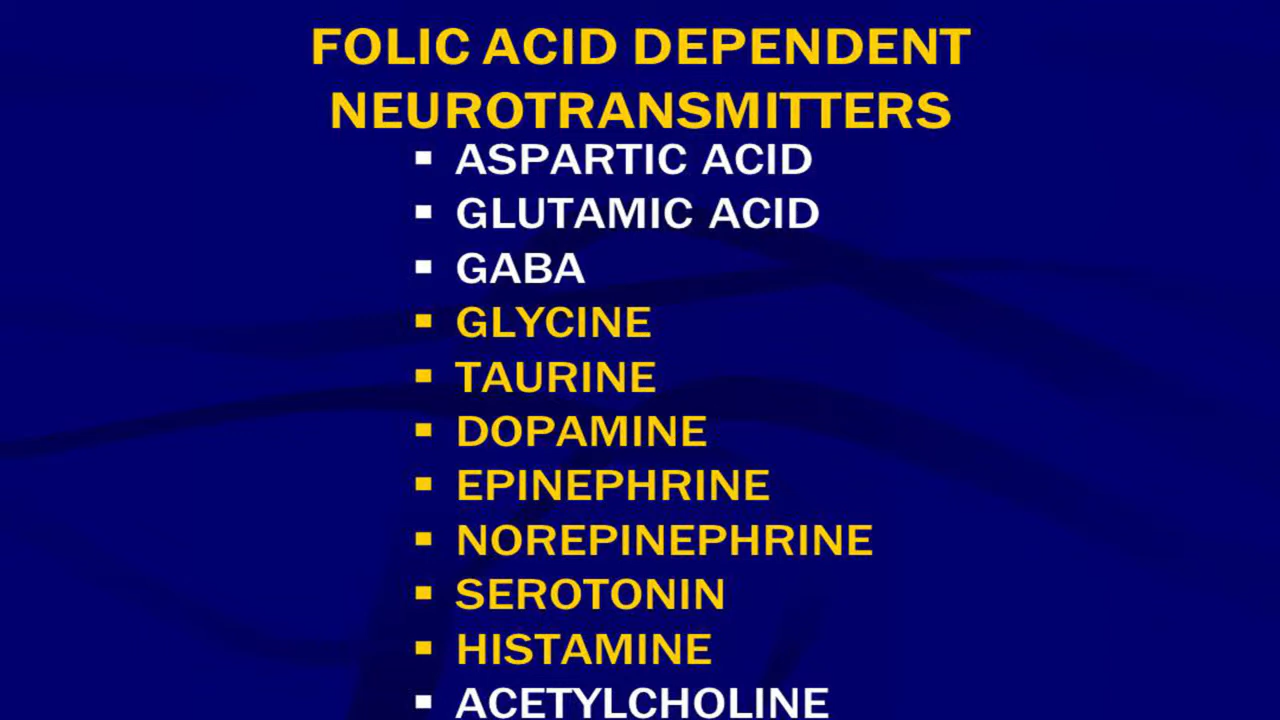 FOLIC ACID DEPENDENT
NEUROTRANSMITTERS
▪ ASPARTIC ACID
▪ GLUTAMIC ACID
▪ GABA
▪ GLYCINE
▪ TAURINE
▪ DOPAMINE
▪ EPINEPHRINE
▪ NOREPINEPHRINE
▪ SEROTONIN
▪ HISTAMINE
▪ ACETYLCHOLINE